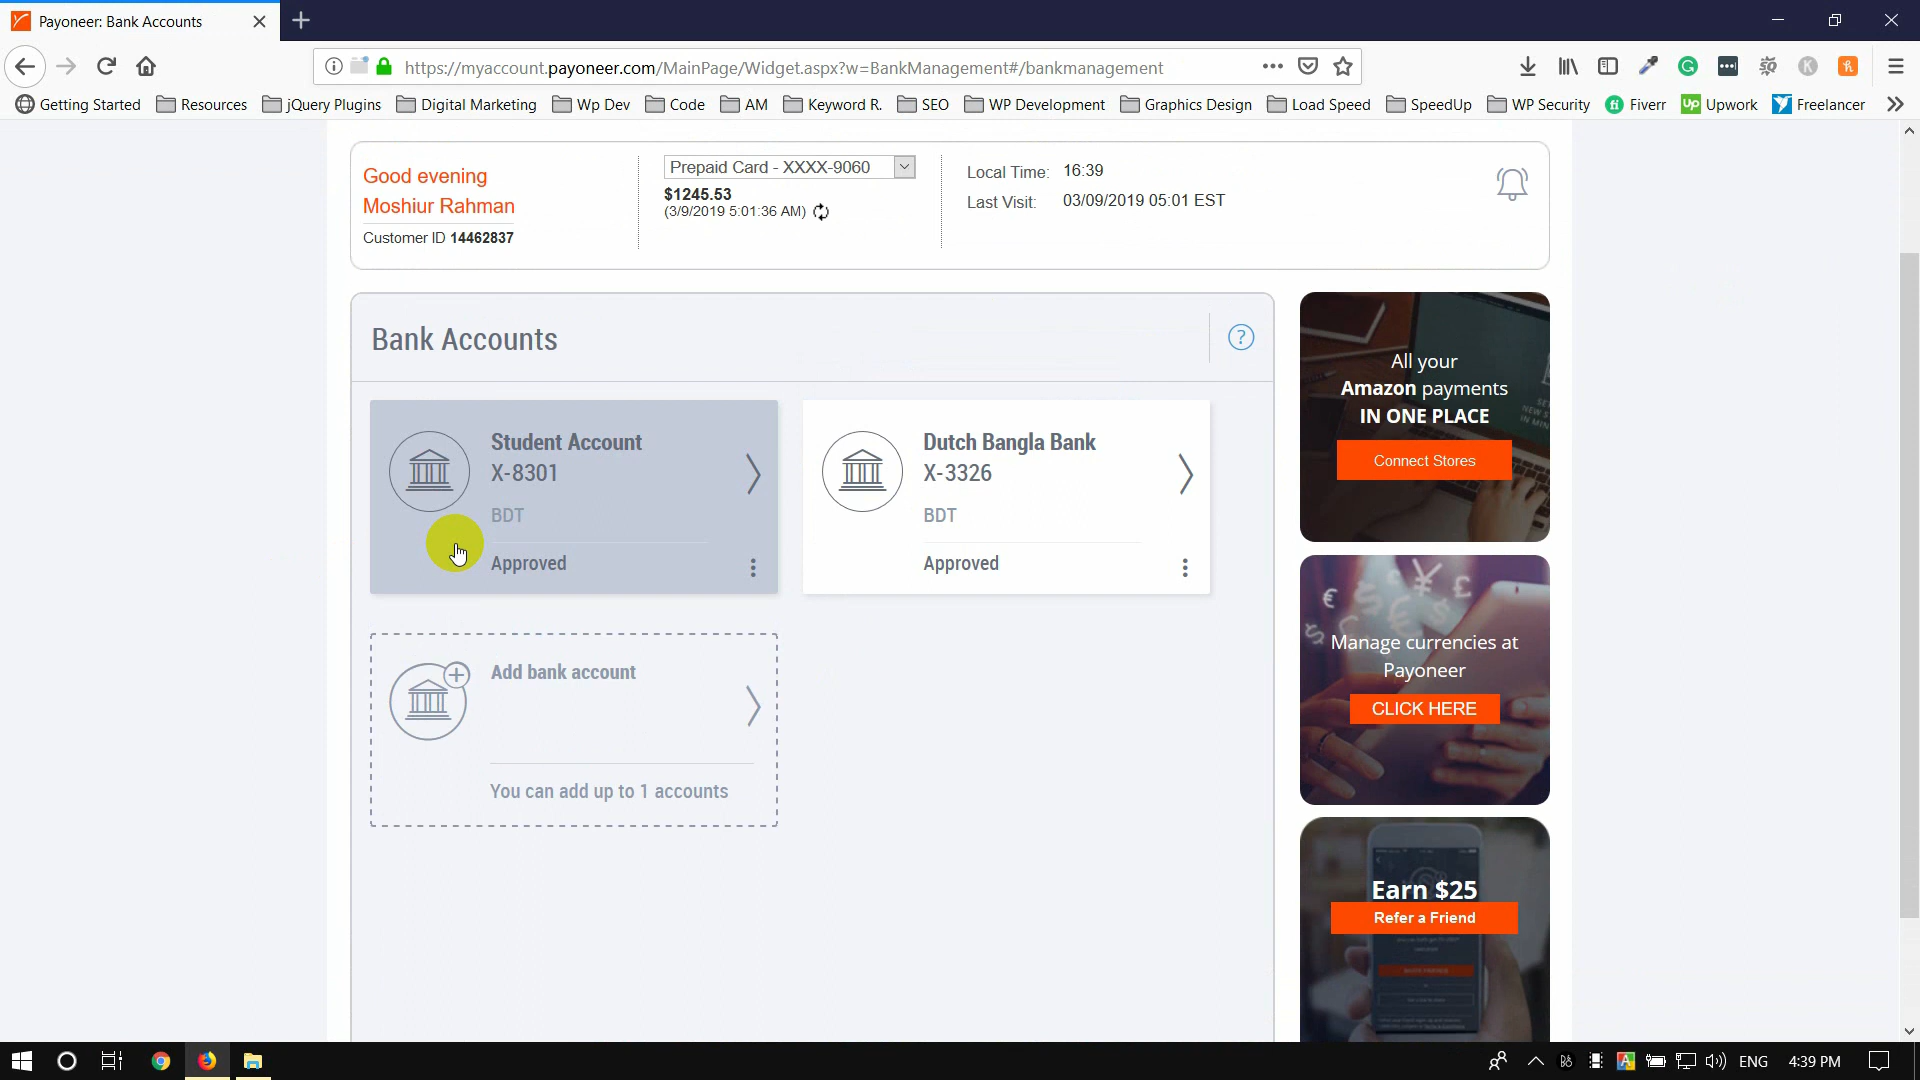 Payoneer: Bank Accounts
https://myaccount.payoneer.com/MainPage/Widget.aspx?w=BankManagement#/bankmanagement
Getting Started Resources jQuery Plugins Digital Marketing Wp Dev Code AM Keyword R. SEO WP Development Graphics Design Load Speed SpeedUp WP Security Fiverr Upwork Freelancer
Good evening
Moshiur Rahman
Customer ID 14462837
Prepaid Card - XXXX-9060
$1245.53
(3/9/2019 5:01:36 AM)
Local Time: 16:39
Last Visit: 03/09/2019 05:01 EST
Bank Accounts
?
Student Account
X-8301
BDT
Approved
Dutch Bangla Bank
X-3326
BDT
Approved
Add bank account
You can add up to 1 accounts
All your
Amazon payments
IN ONE PLACE
Connect Stores
Manage currencies at
Payoneer
CLICK HERE
Earn $25
Refer a Friend
ENG 4:39 PM